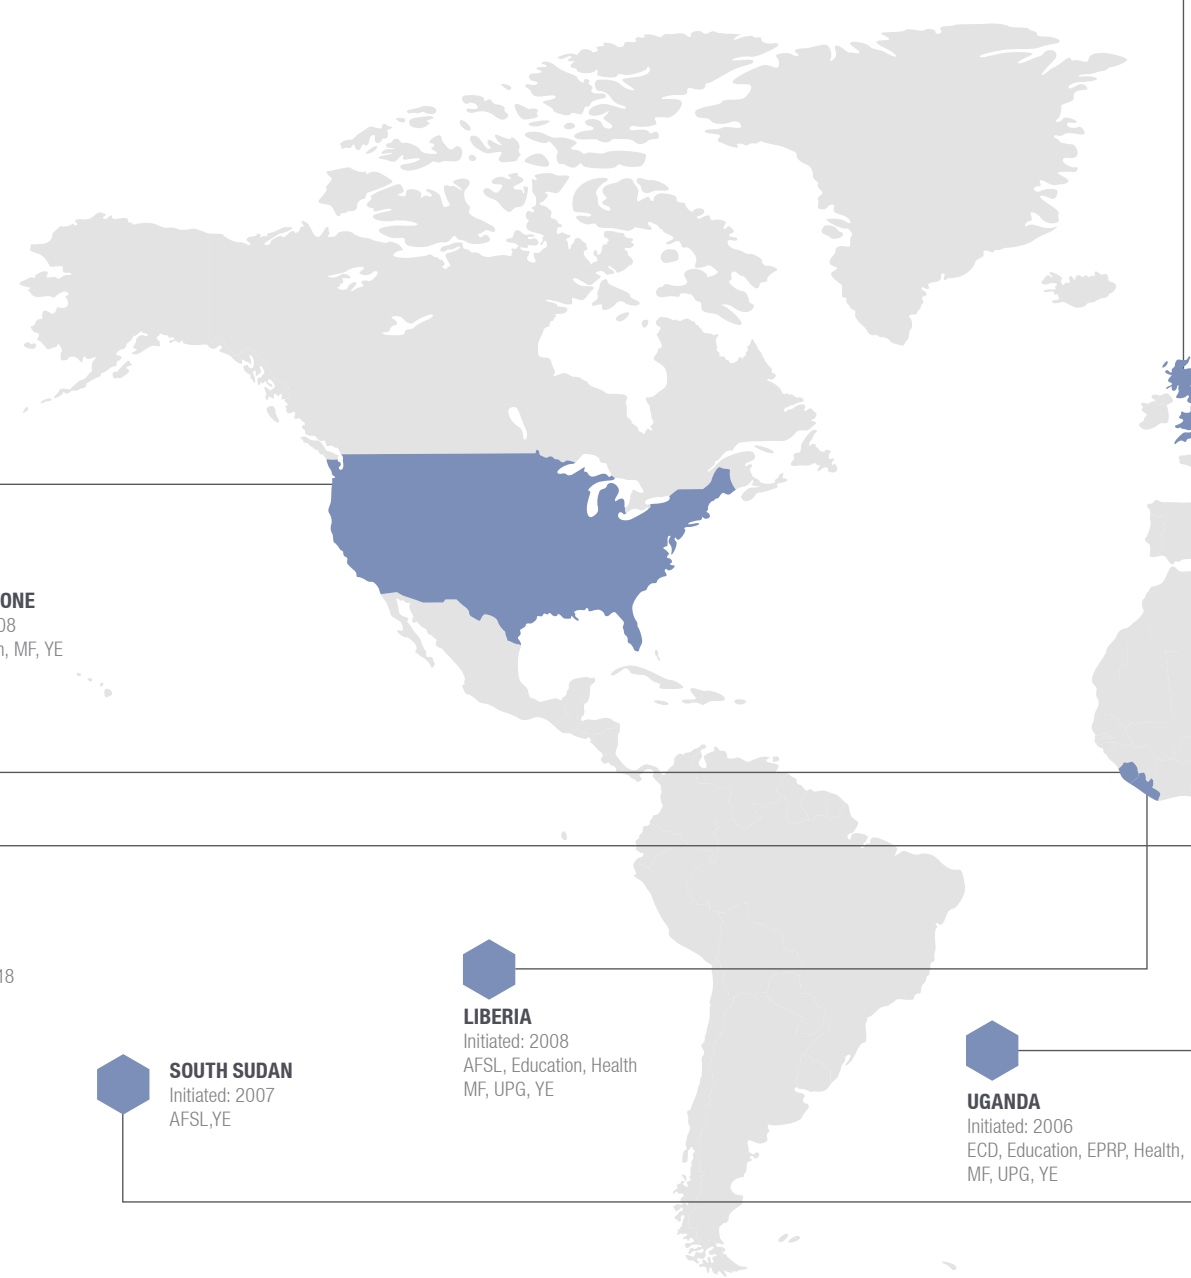 ONE
08
, MF, YE
18
SOUTH SUDAN
Initiated: 2007
AFSL,YE
LIBERIA
Initiated: 2008
AFSL, Education, Health
MF, UPG, YE
UGANDA
Initiated: 2006
ECD, Education, EPRP, Health,
MF, UPG, YE